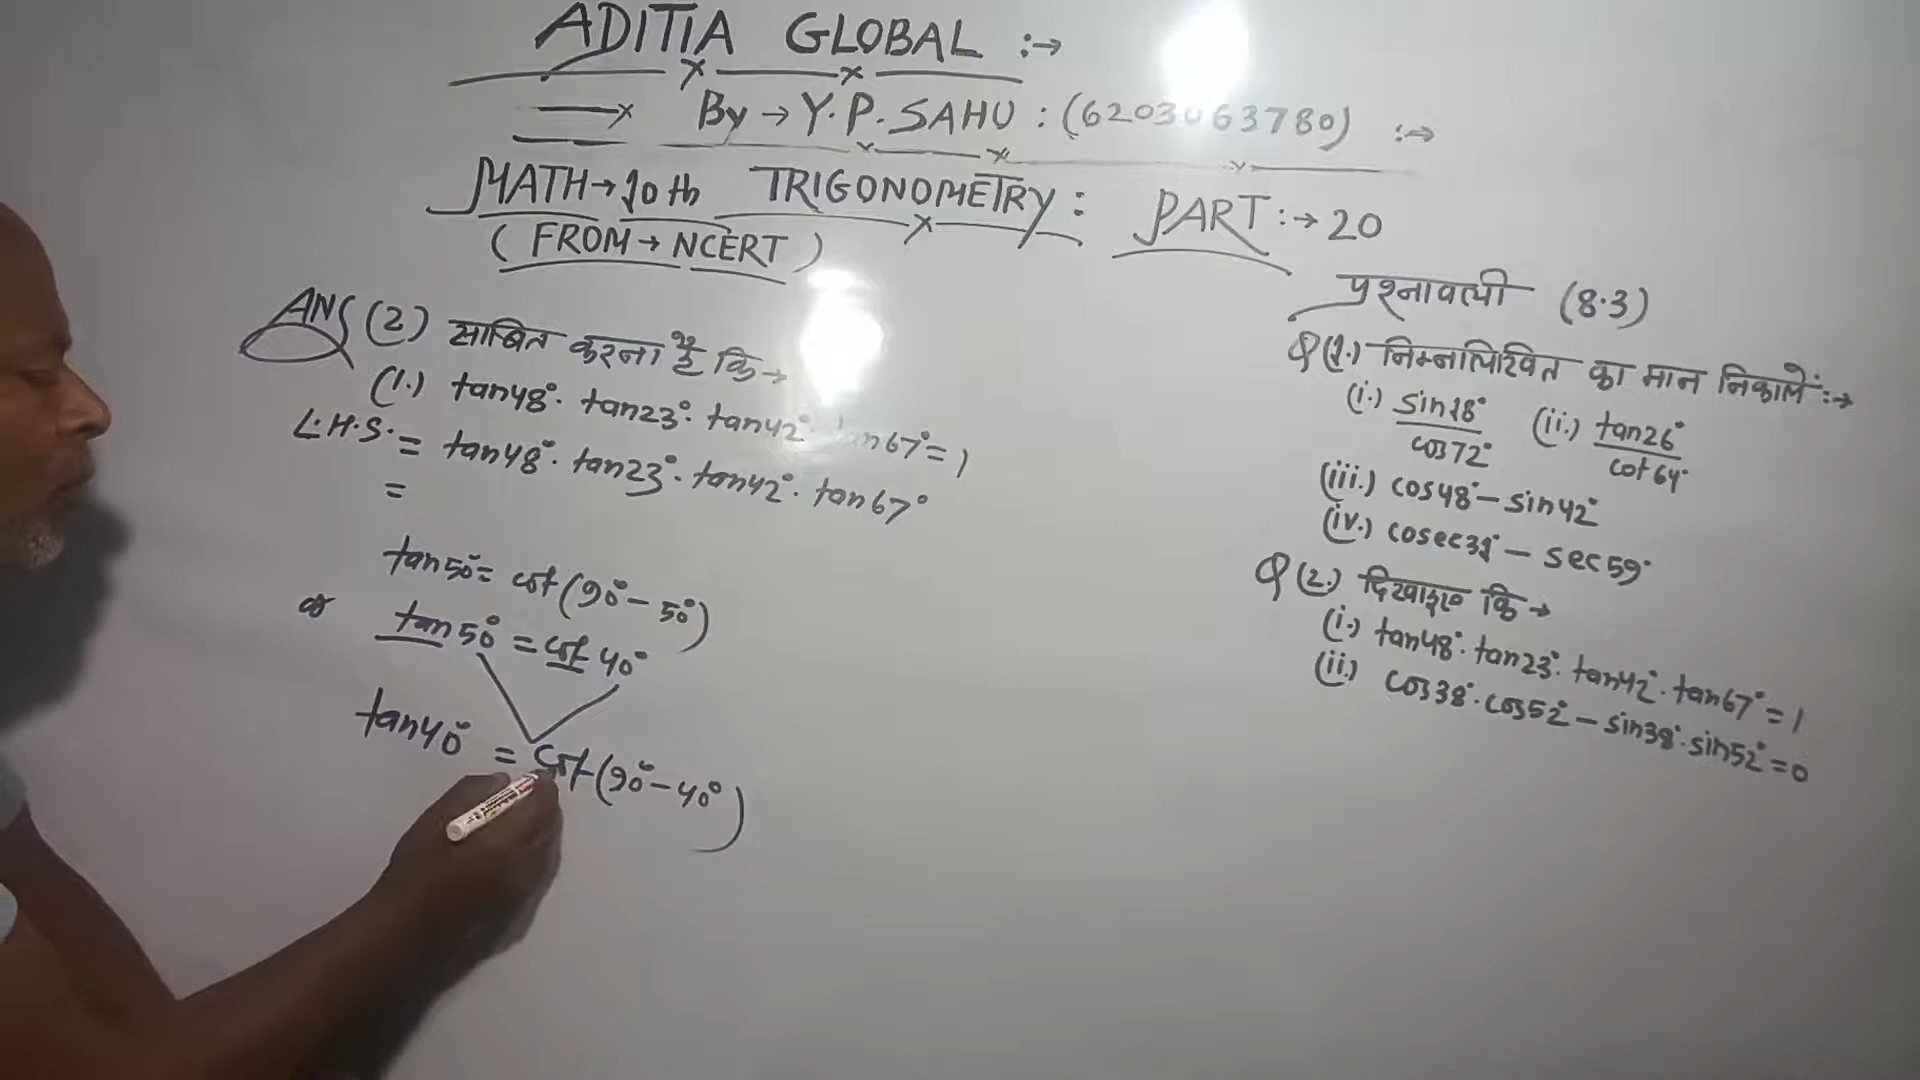 ADITIA GLOBAL :→
By → Y.P. SAHU : (6203063780) :→
MATH → 10th TRIGONOMETRY : PART :→ 20
(FROM → NCERT)
ANS (2) साबित करना है कि →
(1.) tan48°. tan23°. tan42°. tan67° = 1
L.H.S. = tan48°. tan23°. tan42°. tan67°
=
tan50° = cot(90° – 50°)
or tan50° = cot 40°
tan40° = cot(90° – 40°)
प्रश्नावली (8.3)
Q (1.) निम्नलिखित का मान निकालें :→
(i.) sin18°/cos72° (ii.) tan26°/cot64°
(iii.) cos48° – sin42°
(iv.) cosec31° – sec59°
Q (2.) दिखाइए कि →
(i.) tan48°. tan23°. tan42°. tan67° = 1
(ii.) cos38°. cos52° – sin38°. sin52° = 0